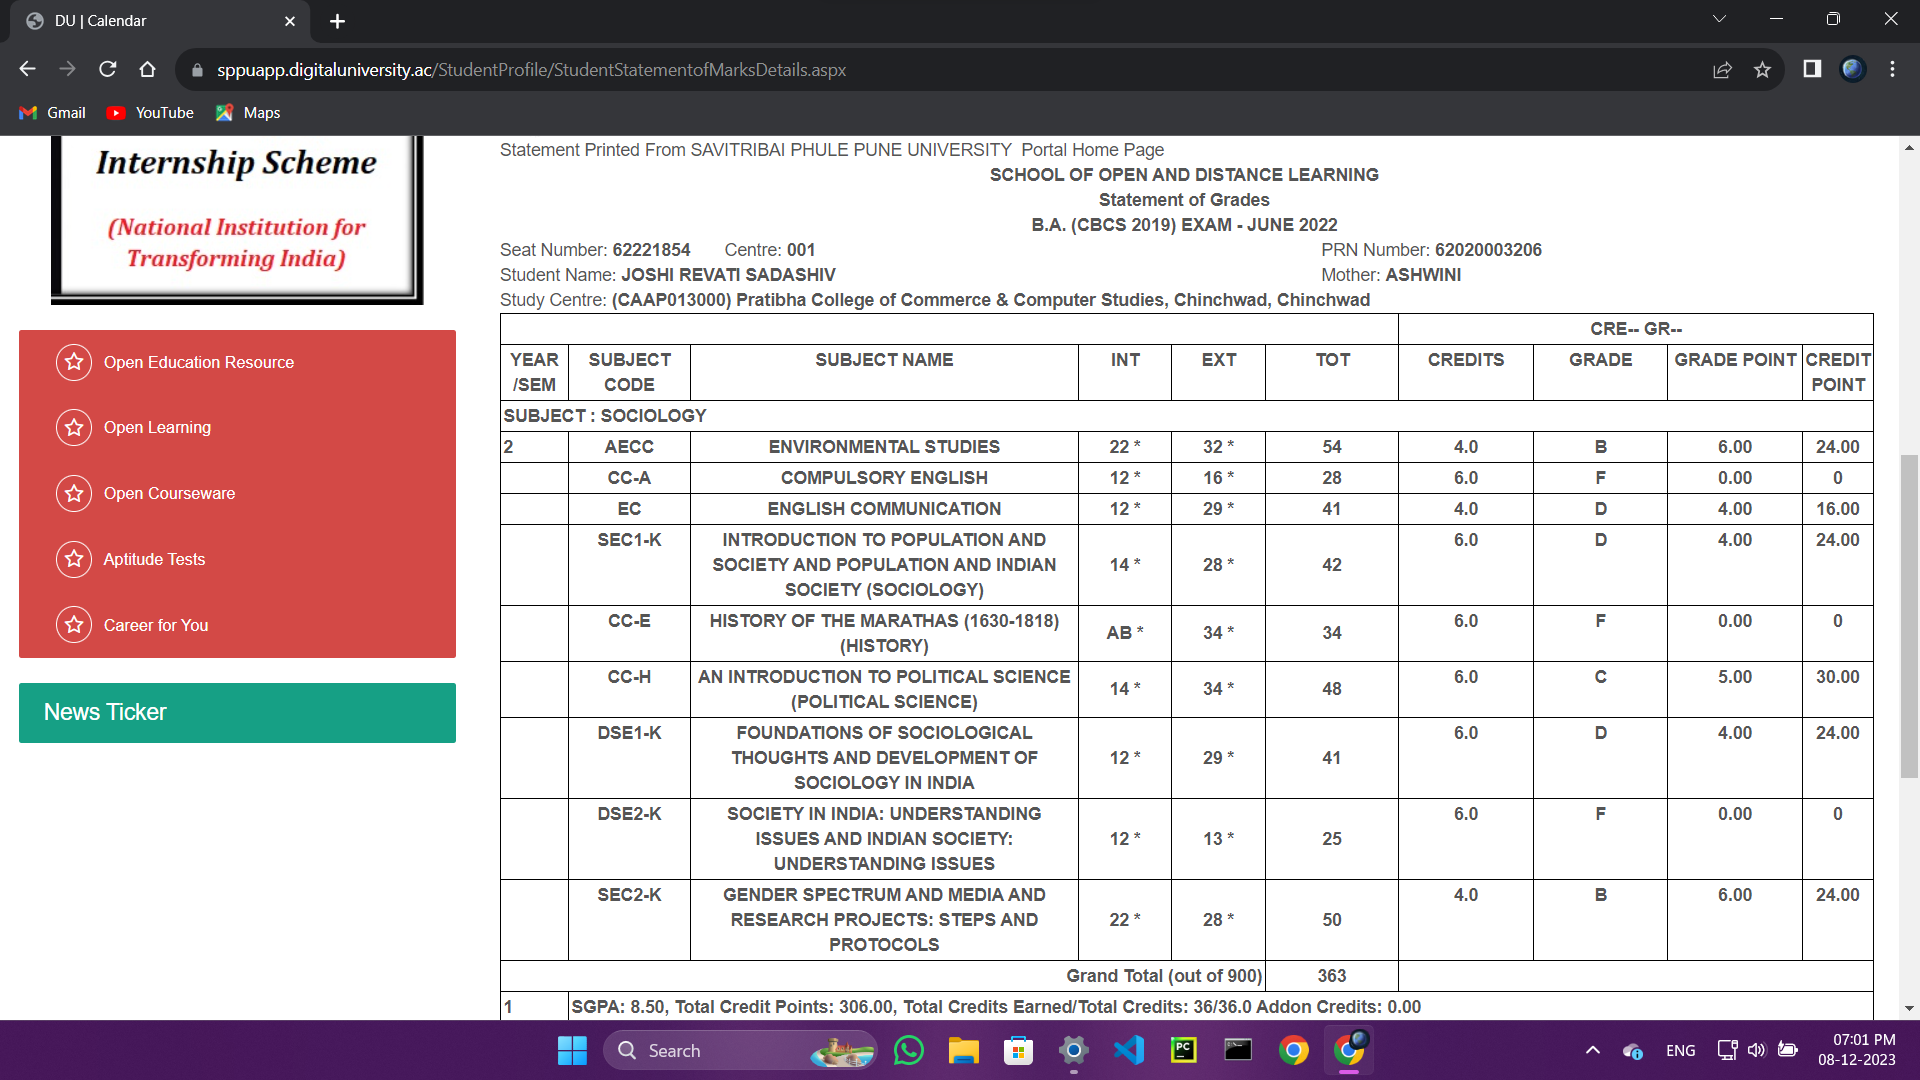 DU | Calendar
sppuapp.digitaluniversity.ac/StudentProfile/StudentStatementofMarksDetails.aspx
Gmail YouTube Maps
Internship Scheme
(National Institution for
Transforming India)
Open Education Resource
Open Learning
Open Courseware
Aptitude Tests
Career for You
News Ticker
Statement Printed From SAVITRIBAI PHULE PUNE UNIVERSITY Portal Home Page
SCHOOL OF OPEN AND DISTANCE LEARNING
Statement of Grades
B.A. (CBCS 2019) EXAM - JUNE 2022
Seat Number: 62221854 Centre: 001 PRN Number: 62020003206
Student Name: JOSHI REVATI SADASHIV Mother: ASHWINI
Study Centre: (CAAP013000) Pratibha College of Commerce & Computer Studies, Chinchwad, Chinchwad
CRE-- GR--
YEAR SUBJECT SUBJECT NAME INT EXT TOT CREDITS GRADE GRADE POINT CREDIT
/SEM CODE POINT
SUBJECT : SOCIOLOGY
2 AECC ENVIRONMENTAL STUDIES 22 * 32 * 54 4.0 B 6.00 24.00
CC-A COMPULSORY ENGLISH 12 * 16 * 28 6.0 F 0.00 0
EC ENGLISH COMMUNICATION 12 * 29 * 41 4.0 D 4.00 16.00
SEC1-K INTRODUCTION TO POPULATION AND 6.0 D 4.00 24.00
SOCIETY AND POPULATION AND INDIAN 14 * 28 * 42
SOCIETY (SOCIOLOGY)
CC-E HISTORY OF THE MARATHAS (1630-1818) AB * 34 * 34 6.0 F 0.00 0
(HISTORY)
CC-H AN INTRODUCTION TO POLITICAL SCIENCE 14 * 34 * 48 6.0 C 5.00 30.00
(POLITICAL SCIENCE)
DSE1-K FOUNDATIONS OF SOCIOLOGICAL 6.0 D 4.00 24.00
THOUGHTS AND DEVELOPMENT OF 12 * 29 * 41
SOCIOLOGY IN INDIA
DSE2-K SOCIETY IN INDIA: UNDERSTANDING 6.0 F 0.00 0
ISSUES AND INDIAN SOCIETY: 12 * 13 * 25
UNDERSTANDING ISSUES
SEC2-K GENDER SPECTRUM AND MEDIA AND 4.0 B 6.00 24.00
RESEARCH PROJECTS: STEPS AND 22 * 28 * 50
PROTOCOLS
Grand Total (out of 900) 363
1 SGPA: 8.50, Total Credit Points: 306.00, Total Credits Earned/Total Credits: 36/36.0 Addon Credits: 0.00
Search PC ENG 07:01 PM
08-12-2023